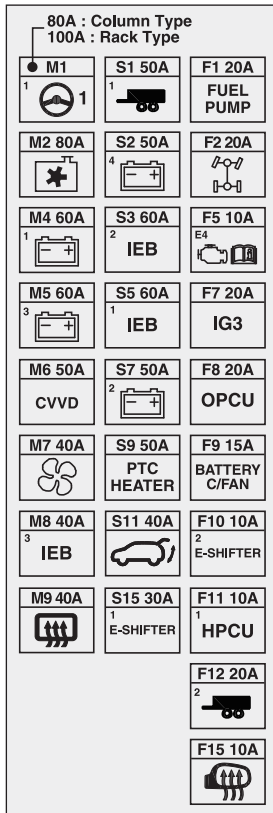 80A : Column Type
100A : Rack Type
M1 S1 50A F1 20A
1 1 1 FUEL
PUMP
M2 80A S2 50A F2 20A
4 - +
M4 60A S3 60A F5 10A
1 - + 2 IEB E4
M5 60A S5 60A F7 20A
3 - + 1 IEB IG3
M6 50A S7 50A F8 20A
CVVD 2 - + OPCU
M7 40A S9 50A F9 15A
PTC BATTERY
HEATER C/FAN
M8 40A S11 40A F10 10A
3 2
IEB E-SHIFTER
M9 40A S15 30A F11 10A
1 1
E-SHIFTER HPCU
F12 20A
2
F15 10A